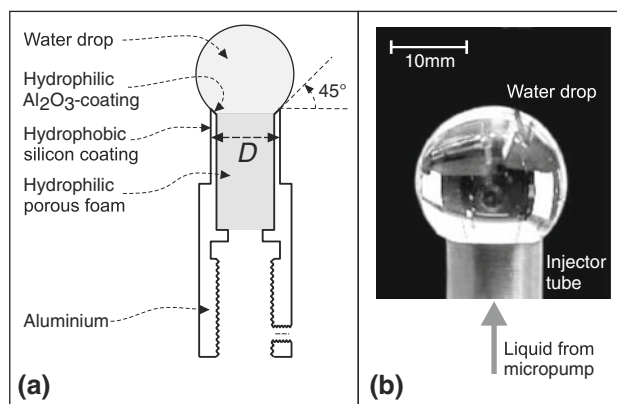 Water drop
Hydrophilic
Al2O3-coating
Hydrophobic
silicon coating
Hydrophilic
porous foam
Aluminium
45°
D
(a)
10mm
Water drop
Injector
tube
Liquid from
micropump
(b)